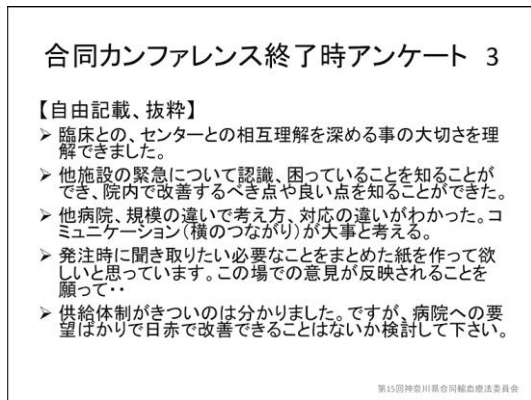 合同カンファレンス終了時アンケート 3
【自由記載、抜粋】
➢ 臨床との、センターとの相互理解を深める事の大切さを理
解できました。
➢ 他施設の緊急について認識、困っていることを知ることが
でき、院内で改善するべき点や良い点を知ることができた。
➢ 他病院、規模の違いで考え方、対応の違いがわかった。コ
ミュニケーション(横のつながり)が大事と考える。
➢ 発注時に聞き取りたい必要なことをまとめた紙を作って欲
しいと思っています。この場での意見が反映されることを
願って・・
➢ 供給体制がきついのは分かりました。ですが、病院への要
望ばかりで日赤で改善できることはないか検討して下さい。
第15回神奈川県合同輸血療法委員会